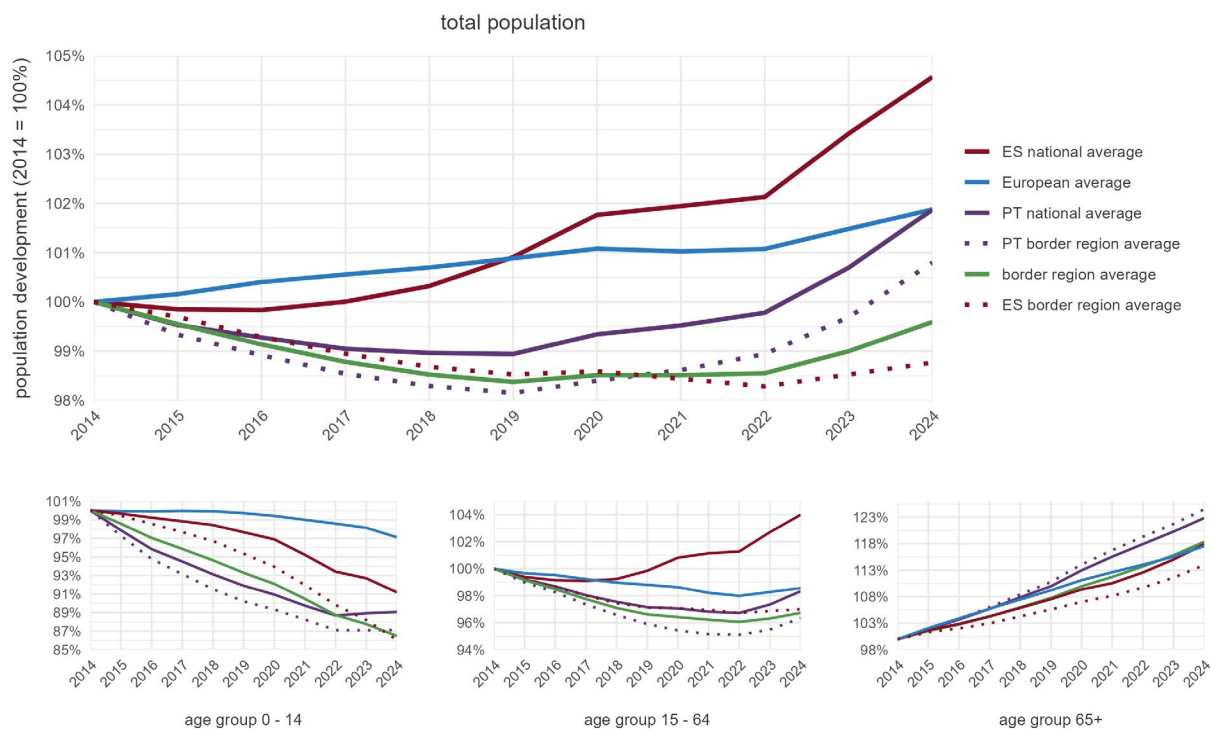 total population
population development (2014 = 100%)
105%
104%
103%
102%
101%
100%
99%
98%
2014 2015 2016 2017 2018 2019 2020 2021 2022 2023 2024
ES national average
European average
PT national average
PT border region average
border region average
ES border region average
101%
99%
97%
95%
93%
91%
89%
87%
85%
2014 2015 2016 2017 2018 2019 2020 2021 2022 2023 2024
age group 0 - 14
104%
102%
100%
98%
96%
94%
2014 2015 2016 2017 2018 2019 2020 2021 2022 2023 2024
age group 15 - 64
123%
118%
113%
108%
103%
98%
2014 2015 2016 2017 2018 2019 2020 2021 2022 2023 2024
age group 65+